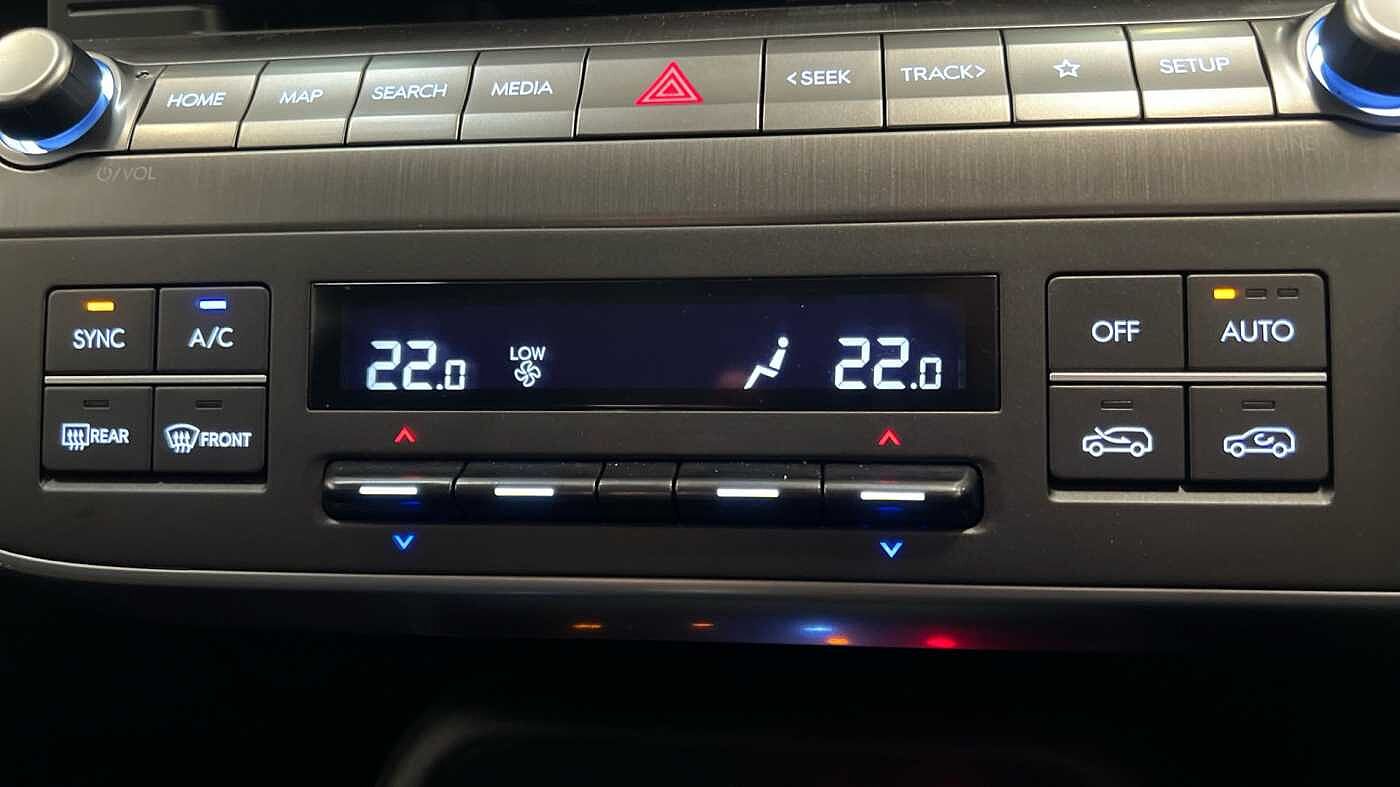 HOME MAP SEARCH MEDIA <SEEK TRACK> SETUP
/VOL
SYNC A/C
22.0 LOW 22.0
OFF AUTO
REAR FRONT